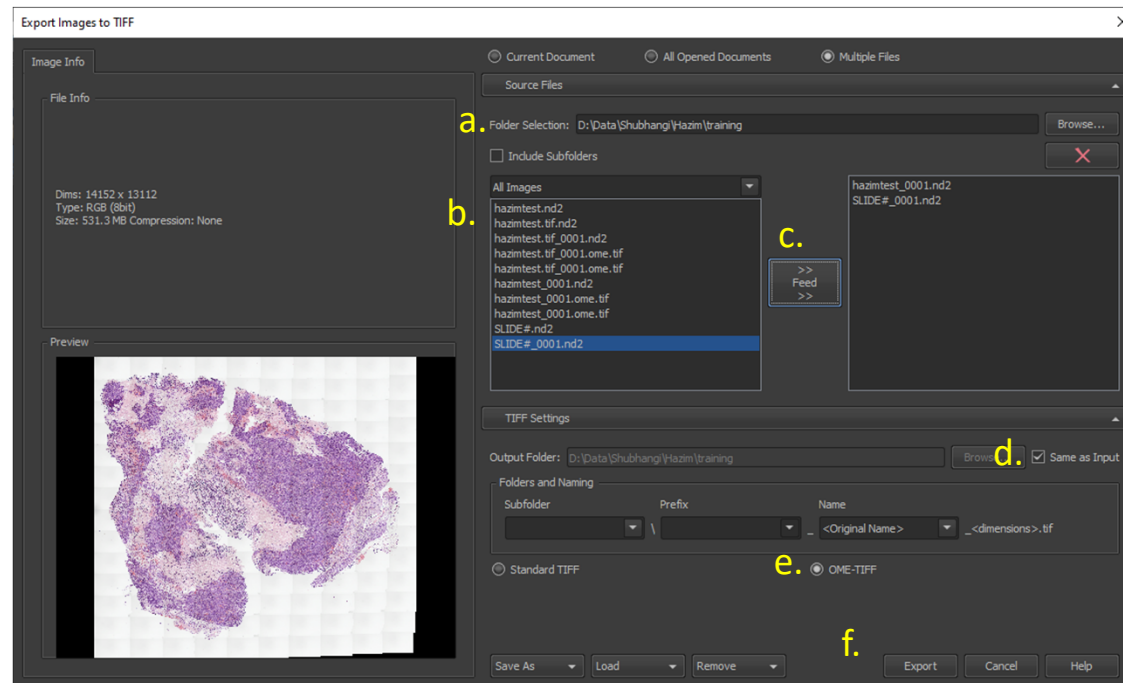 Export Images to TIFF
Image Info
Current Document
All Opened Documents
Multiple Files
File Info
Dims: 14152 x 13112
Type: RGB (8bit)
Size: 531.3 MB Compression: None
Preview
Source Files
a.
Folder Selection: D:\Data\Shubhangi\Hazim\training
Browse...
Include Subfolders
b.
All Images
hazimtest.nd2
hazimtest.tif.nd2
hazimtest.tif_0001.nd2
hazimtest.tif_0001.ome.tif
hazimtest.tif_0001.ome.tif
hazimtest_0001.nd2
hazimtest_0001.ome.tif
hazimtest_0001.ome.tif
SLIDE#.nd2
SLIDE#_0001.nd2
c.
>>
Feed
>>
hazimtest_0001.nd2
SLIDE#_0001.nd2
TIFF Settings
Output Folder: D:\Data\Shubhangi\Hazim\training
Brows
d.
Same as Input
Folders and Naming
Subfolder
Prefix
Name
\
_
<Original Name>
_<dimensions>.tif
Standard TIFF
e.
OME-TIFF
f.
Save As
Load
Remove
Export
Cancel
Help